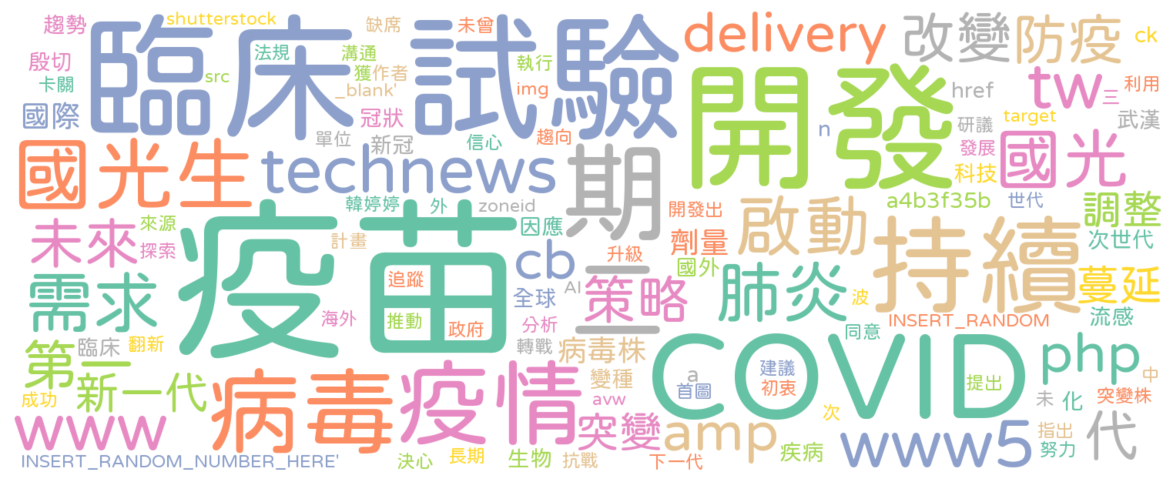 趨勢
shutterstock
缺席
未曾
delivery
改變
防疫
ck
殷切
臨床試驗
法規
溝通
執行
開發
href
tw
三
利用
卡關
src
獲
作者
img
國際
_blank'
冠狀
單位
新冠
信心
趨向
n
研議
target
武漢
發展
國光生
technews
期
國光
科技
韓婷婷
外
zoneid
開發出
a4b3f35b
世代
未來
來源
探索
疫苗
計畫
因應
啟動
持續
調整
次世代
cb
升級
劑量
國外
需求
追蹤
全球
AI
二
策略
肺炎
蔓延
海外
推動
政府
分析
波
INSERT_RANDOM
流感
第一
臨床
翻新
轉戰
病毒株
COVID
同意
php
成功
新一代
病毒
疫情
變種
a
首圖
建議
初衷
提出
中
未
化
突變株
www
avw
突變
amp
次
www5
指出
努力
代
INSERT_RANDOM_NUMBER_HERE'
決心
長期
生物
抗戰
下一代
疾病